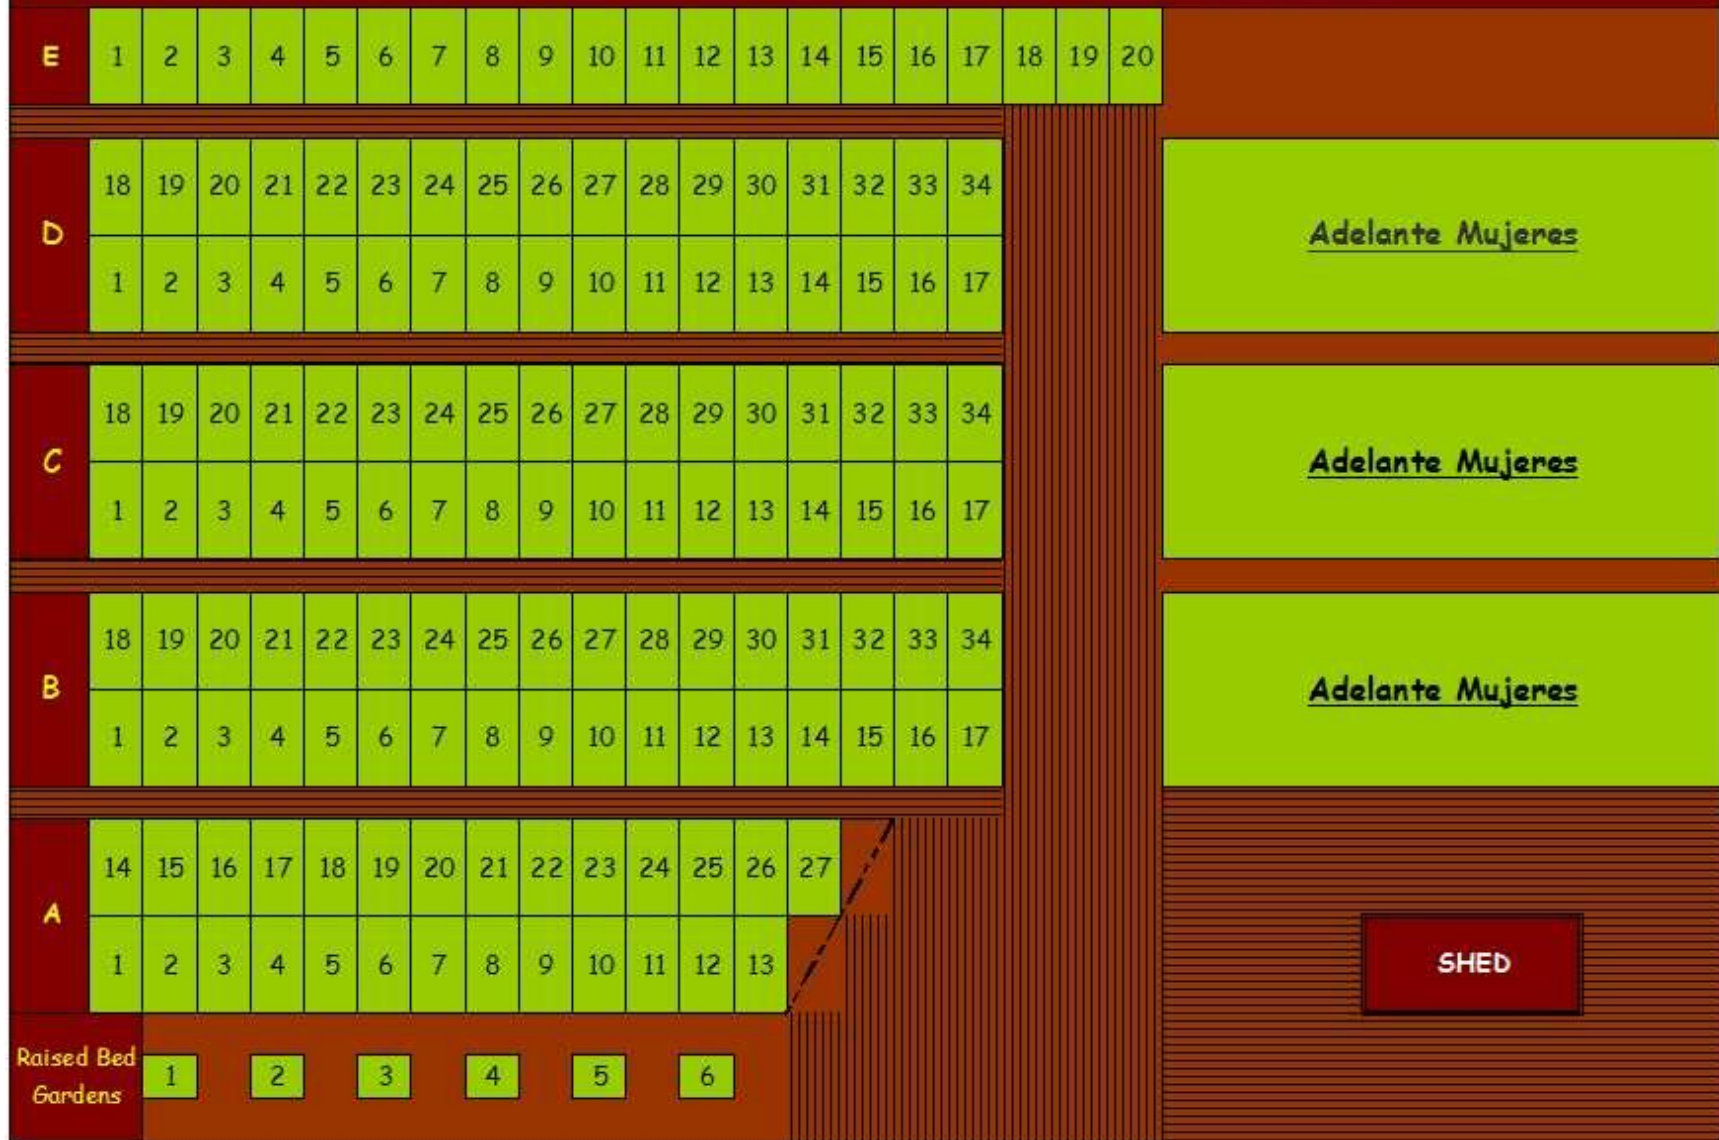 E 1 2 3 4 5 6 7 8 9 10 11 12 13 14 15 16 17 18 19 20
18 19 20 21 22 23 24 25 26 27 28 29 30 31 32 33 34
D Adelante Mujeres
1 2 3 4 5 6 7 8 9 10 11 12 13 14 15 16 17
18 19 20 21 22 23 24 25 26 27 28 29 30 31 32 33 34
C Adelante Mujeres
1 2 3 4 5 6 7 8 9 10 11 12 13 14 15 16 17
18 19 20 21 22 23 24 25 26 27 28 29 30 31 32 33 34
B Adelante Mujeres
1 2 3 4 5 6 7 8 9 10 11 12 13 14 15 16 17
14 15 16 17 18 19 20 21 22 23 24 25 26 27
A
1 2 3 4 5 6 7 8 9 10 11 12 13 SHED
Raised Bed
Gardens
1 2 3 4 5 6